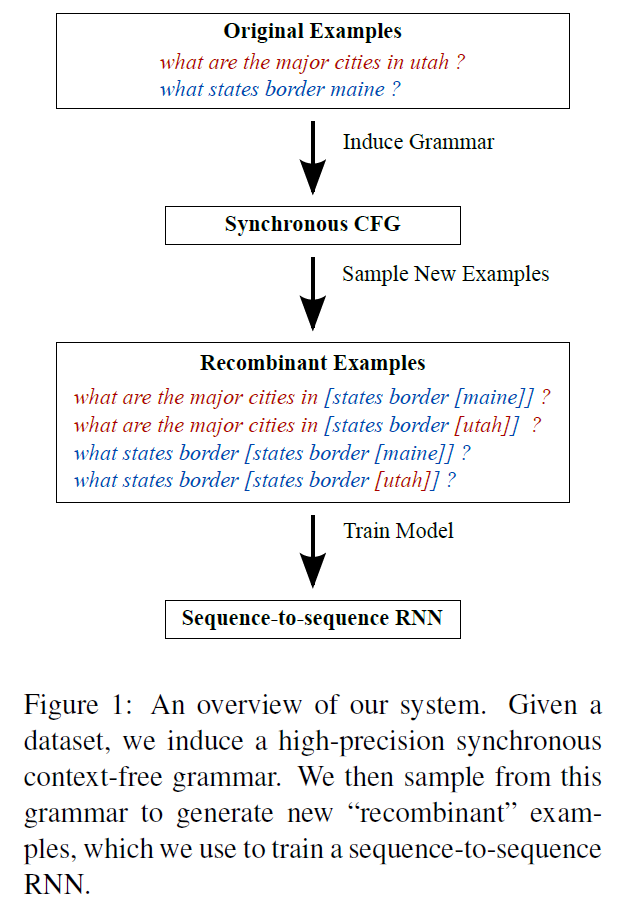 Original Examples
what are the major cities in utah ?
what states border maine ?
Induce Grammar
Synchronous CFG
Sample New Examples
Recombinant Examples
what are the major cities in [states border [maine]] ?
what are the major cities in [states border [utah]] ?
what states border [states border [maine]] ?
what states border [states border [utah]] ?
Train Model
Sequence-to-sequence RNN
Figure 1: An overview of our system. Given a
dataset, we induce a high-precision synchronous
context-free grammar. We then sample from this
grammar to generate new “recombinant” exam-
ples, which we use to train a sequence-to-sequence
RNN.